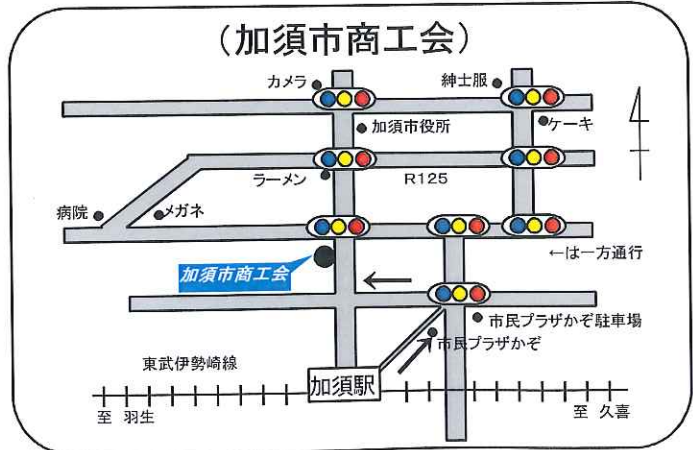 (加須市商工会)
カメラ
紳士服
加須市役所
ケーキ
ラーメン
R125
病院
メガネ
←は一方通行
加須市商工会
市民プラザかぞ駐車場
市民プラザかぞ
東武伊勢崎線
加須駅
至 羽生
至 久喜